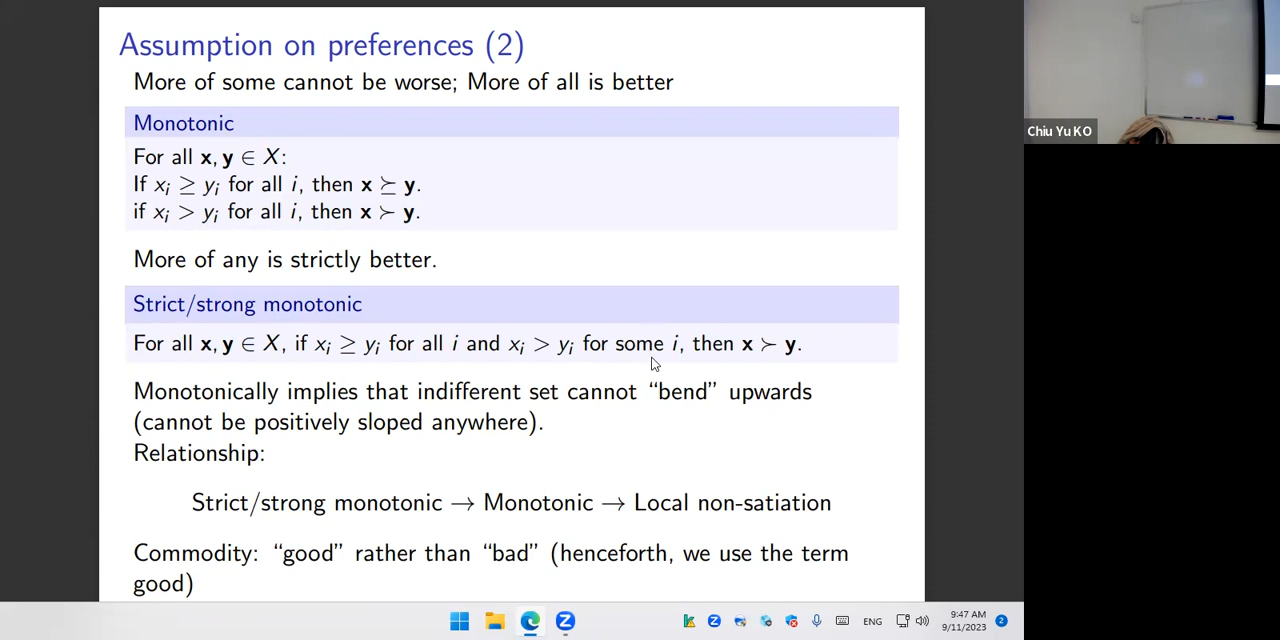 Assumption on preferences (2)
More of some cannot be worse; More of all is better
Monotonic
For all x, y ∈ X:
If xᵢ ≥ yᵢ for all i, then x ⪰ y.
if xᵢ > yᵢ for all i, then x ≻ y.
More of any is strictly better.
Strict/strong monotonic
For all x, y ∈ X, if xᵢ ≥ yᵢ for all i and xᵢ > yᵢ for some i, then x ≻ y.
Monotonically implies that indifferent set cannot “bend” upwards
(cannot be positively sloped anywhere).
Relationship:
Strict/strong monotonic → Monotonic → Local non-satiation
Commodity: “good” rather than “bad” (henceforth, we use the term
good)
Chiu Yu KO
ENG
9:47 AM
9/11/2023
2